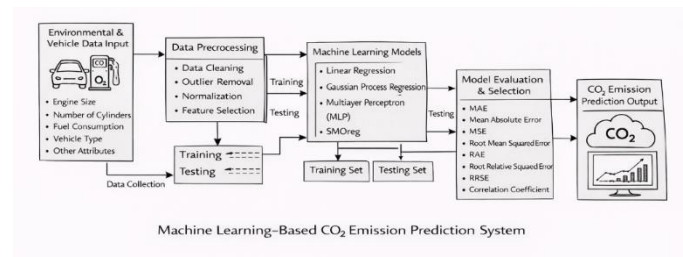 Environmental &
Vehicle Data Input
CO₂
• Engine Size
• Number of Cylinders
• Fuel Consumption
• Vehicle Type
• Other Attributes
Data Precrocessing
• Data Cleaning
• Outlier Removal
• Normalization
• Feature Selection
Training
Testing
Data Collection
Training
Testing
Machine Learning Models
• Linear Regression
• Gaussian Process Regression
• Multiayer Perceptron
(MLP)
• SMOreg
Training Set
Testing Set
Testing
Testing
Model Evaluation
& Selection
• MAE
• Mean Absolute Error
• MSE
• Root Mean Squared Error
• RAE
• Root Relative Squaed Error
• RRSE
• Correlation Coefficient
CO₂ Emission
Prediction Output
CO₂
Machine Learning–Based CO₂ Emission Prediction System